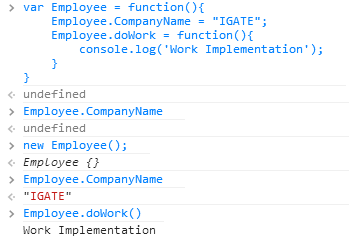 var Employee = function(){
Employee.CompanyName = "IGATE";
Employee.doWork = function(){
console.log('Work Implementation');
}
}
undefined
Employee.CompanyName
undefined
new Employee();
Employee {}
Employee.CompanyName
"IGATE"
Employee.doWork()
Work Implementation